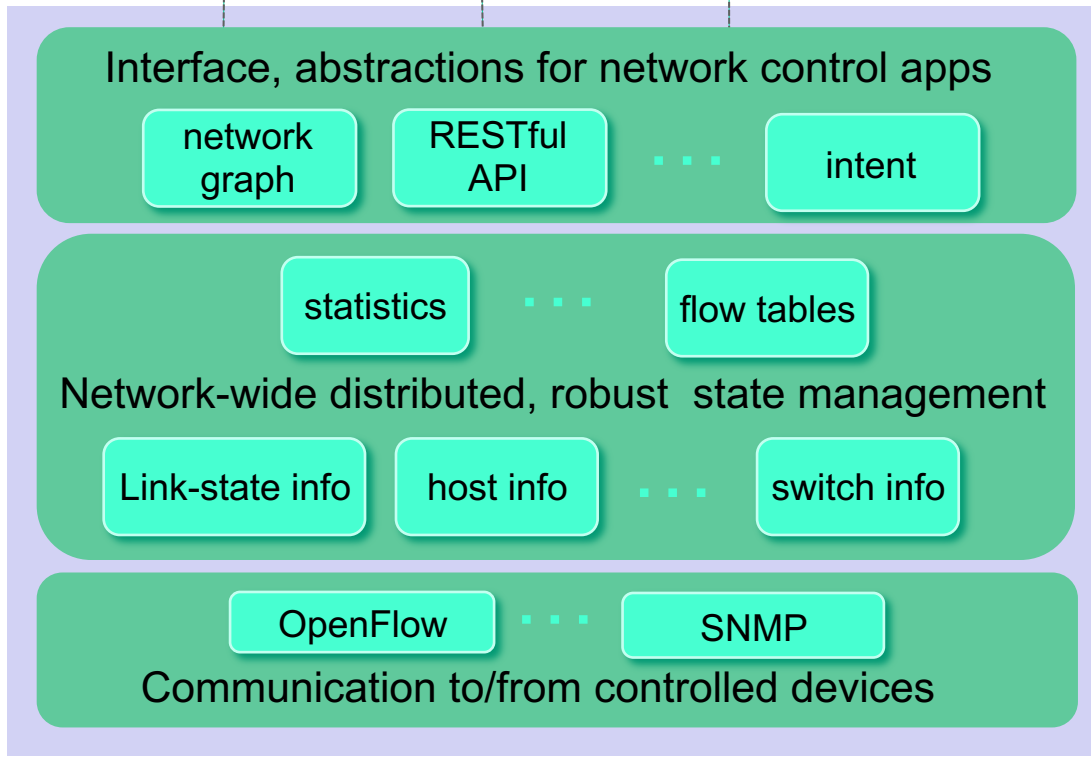 Interface, abstractions for network control apps
network
graph
RESTful
API
. . .
intent
statistics
. . .
flow tables
Network-wide distributed, robust  state management
Link-state info
host info
. . .
switch info
OpenFlow
. . .
SNMP
Communication to/from controlled devices